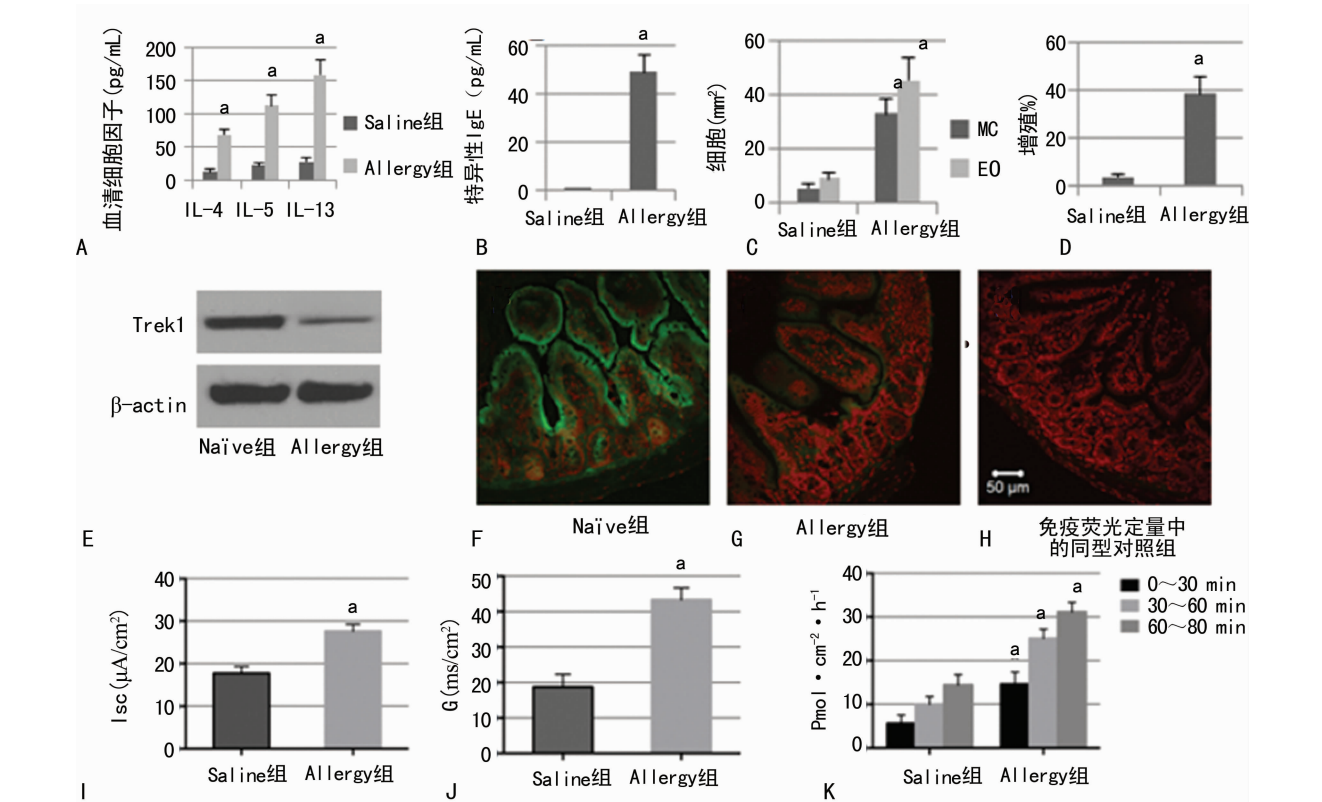 血清细胞因子(pg/mL)
200
150
100
50
0
a
a
a
IL-4 IL-5 IL-13
Saline组
Allergy组
A
特异性IgE (pg/mL)
60
40
20
0
a
Saline组 Allergy组
B
细胞(mm²)
60
40
20
0
a
a
MC
EO
Saline组 Allergy组
C
增殖%)
60
40
20
0
a
Saline组 Allergy组
D
Trek1
β-actin
Naïve组 Allergy组
E
F
Naïve组
G
Allergy组
50 μm
H
免疫荧光定量中
的同型对照组
Isc(μA/cm²)
40
30
20
10
0
a
Saline组 Allergy组
I
G(ms/cm²)
50
40
30
20
10
0
a
Saline组 Allergy组
J
Pmol·cm⁻²·h⁻¹
40
30
20
10
0
a
a
a
0~30 min
30~60 min
60~80 min
Saline组 Allergy组
K